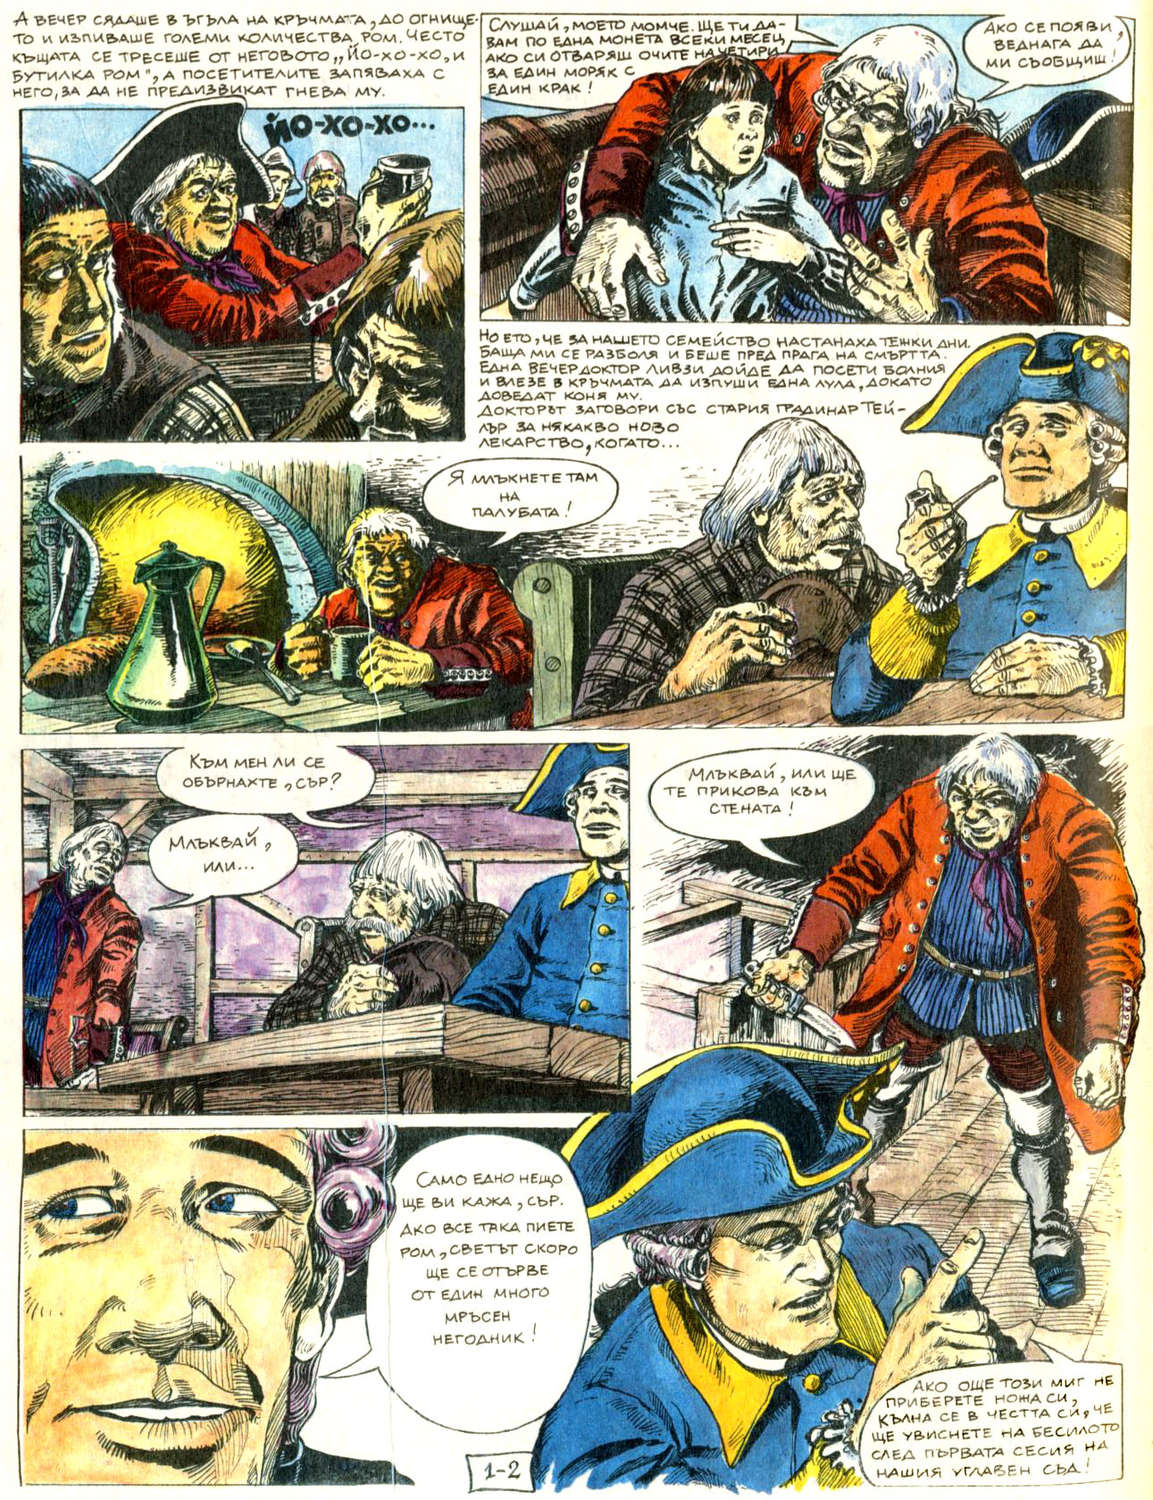 А ВЕЧЕР СЯДАШЕ В ЪГЪЛА НА КРЪЧМАТА, ДО ОГНИЩЕ-
ТО И ИЗПИВАШЕ ГОЛЕМИ КОЛИЧЕСТВА РОМ. ЧЕСТО
КЪЩАТА СЕ ТРЕСЕШЕ ОТ НЕГОВОТО „ЙО-ХО-ХО, И
БУТИЛКА РОМ", А ПОСЕТИТЕЛИТЕ ЗАПЯВАХА С
НЕГО, ЗА ДА НЕ ПРЕДИЗВИКАТ ГНЕВА МУ.
ЙО-ХО-ХО...
СЛУШАЙ, МОЕТО МОМЧЕ. ЩЕ ТИ ДА-
ВАМ ПО ЕДНА МОНЕТА ВСЕКИ МЕСЕЦ,
АКО СИ ОТВАРЯШ ОЧИТЕ НА ЧЕТИРИ
ЗА ЕДИН МОРЯК С
ЕДИН КРАК!
АКО СЕ ПОЯВИ,
ВЕДНАГА ДА
МИ СЪОБЩИШ!
НО ЕТО, ЧЕ ЗА НАШЕТО СЕМЕЙСТВО НАСТАНАХА ТЕЖКИ ДНИ.
БАЩА МИ СЕ РАЗБОЛЯ И БЕШЕ ПРЕД ПРАГА НА СМЪРТТА.
ЕДНА ВЕЧЕР ДОКТОР ЛИВЗИ ДОЙДЕ ДА ПОСЕТИ БОЛНИЯ
И ВЛЕЗЕ В КРЪЧМАТА ДА ИЗПУШИ ЕДНА ЛУЛА, ДОКАТО
ДОВЕДАТ КОНЯ МУ.
ДОКТОРЪТ ЗАГОВОРИ СЪС СТАРИЯ ГРАДИНАР ТЕЙ-
ЛЪР ЗА НЯКАКВО НОВО
ЛЕКАРСТВО, КОГАТО...
Я МЛЪКНЕТЕ ТАМ
НА
ПАЛУБАТА!
КЪМ МЕН ЛИ СЕ
ОБЪРНАХТЕ, СЪР?
МЛЪКВАЙ,
ИЛИ...
МЛЪКВАЙ, ИЛИ ЩЕ
ТЕ ПРИКОВА КЪМ
СТЕНАТА!
САМО ЕДНО НЕЩО
ЩЕ ВИ КАЖА, СЪР.
АКО ВСЕ ТАКА ПИЕТЕ
РОМ, СВЕТЪТ СКОРО
ЩЕ СЕ ОТЪРВЕ
ОТ ЕДИН МНОГО
МРЪСЕН
НЕГОДНИК!
АКО ОЩЕ ТОЗИ МИГ НЕ
ПРИБЕРЕТЕ НОЖА СИ,
КЪЛНА СЕ В ЧЕСТТА СИ, ЧЕ
ЩЕ УВИСНЕТЕ НА БЕСИЛОТО
СЛЕД ПЪРВАТА СЕСИЯ НА
НАШИЯ УГЛАВЕН СЪД!
1-2